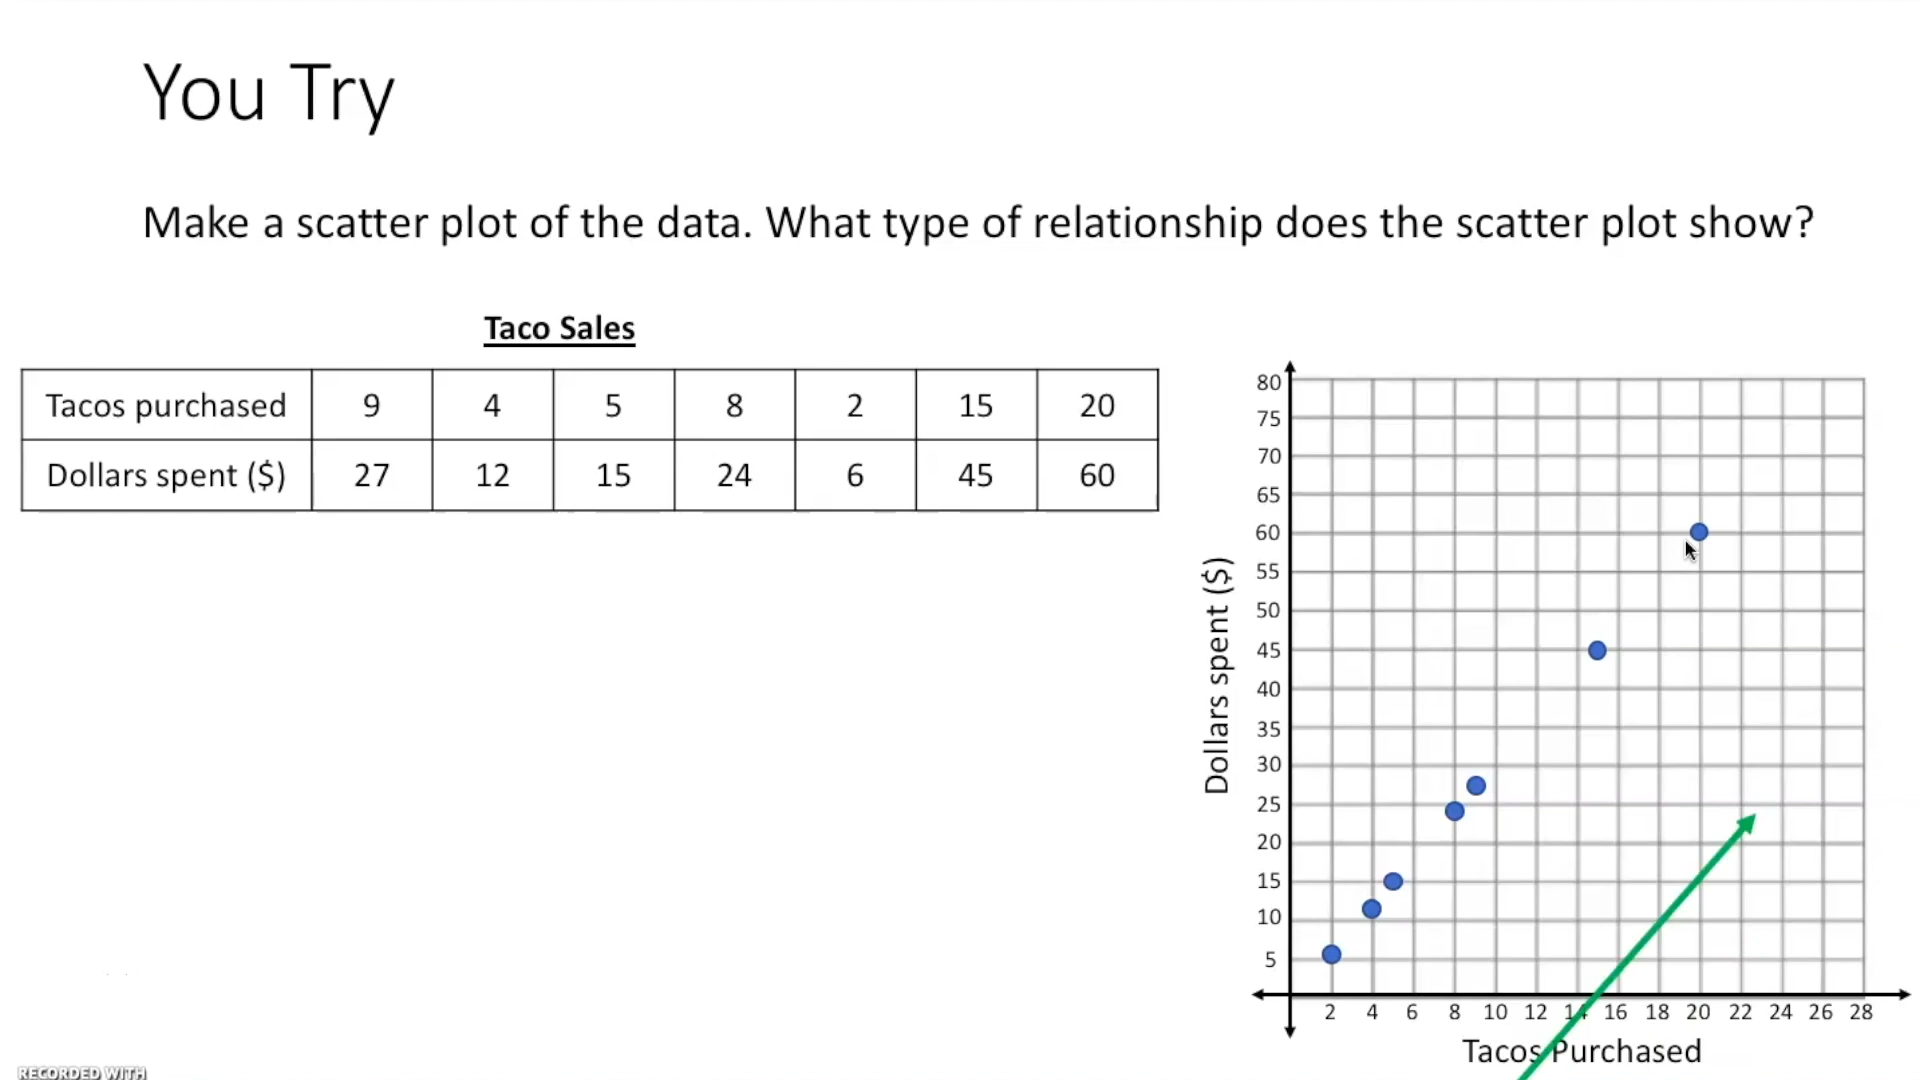 You Try
Make a scatter plot of the data. What type of relationship does the scatter plot show?
Taco Sales
Tacos purchased 9 4 5 8 2 15 20
Dollars spent ($) 27 12 15 24 6 45 60
80
75
70
65
60
55
50
45
40
35
30
25
20
15
10
5
Dollars spent ($)
2 4 6 8 10 12 14 16 18 20 22 24 26 28
Tacos Purchased
RECORDED WITH